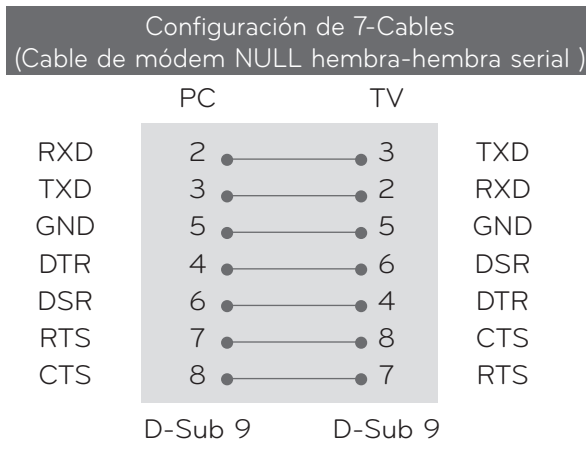 Configuración de 7-Cables
(Cable de módem NULL hembra-hembra serial )
PC TV
RXD 2 3 TXD
TXD 3 2 RXD
GND 5 5 GND
DTR 4 6 DSR
DSR 6 4 DTR
RTS 7 8 CTS
CTS 8 7 RTS
D-Sub 9 D-Sub 9